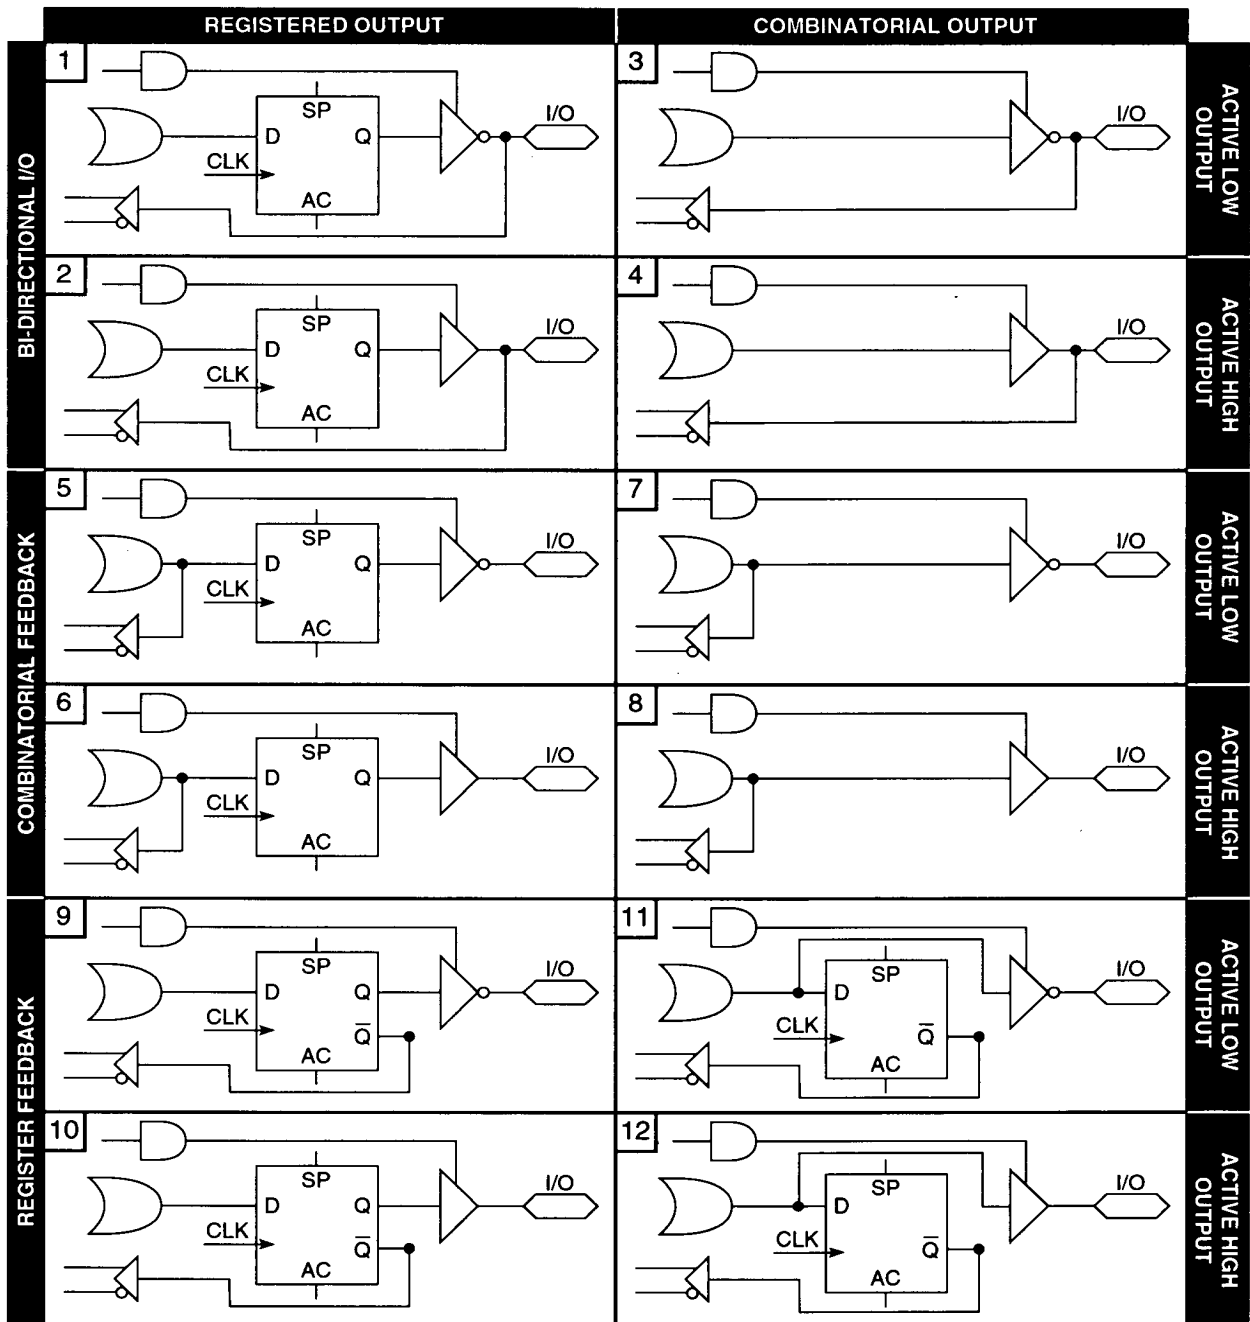 REGISTERED OUTPUT
COMBINATORIAL OUTPUT
BI-DIRECTIONAL I/O
1
SP
I/O
D
Q
CLK
AC
3
I/O
ACTIVE LOW
OUTPUT
2
SP
I/O
D
Q
CLK
AC
4
I/O
ACTIVE HIGH
OUTPUT
COMBINATORIAL FEEDBACK
5
SP
I/O
D
Q
CLK
AC
7
I/O
ACTIVE LOW
OUTPUT
6
SP
I/O
D
Q
CLK
AC
8
I/O
ACTIVE HIGH
OUTPUT
REGISTER FEEDBACK
9
SP
I/O
D
Q
CLK
Q̅
AC
11
SP
I/O
D
CLK
Q̅
AC
ACTIVE LOW
OUTPUT
10
SP
I/O
D
Q
CLK
Q̅
AC
12
SP
I/O
D
CLK
Q̅
AC
ACTIVE HIGH
OUTPUT